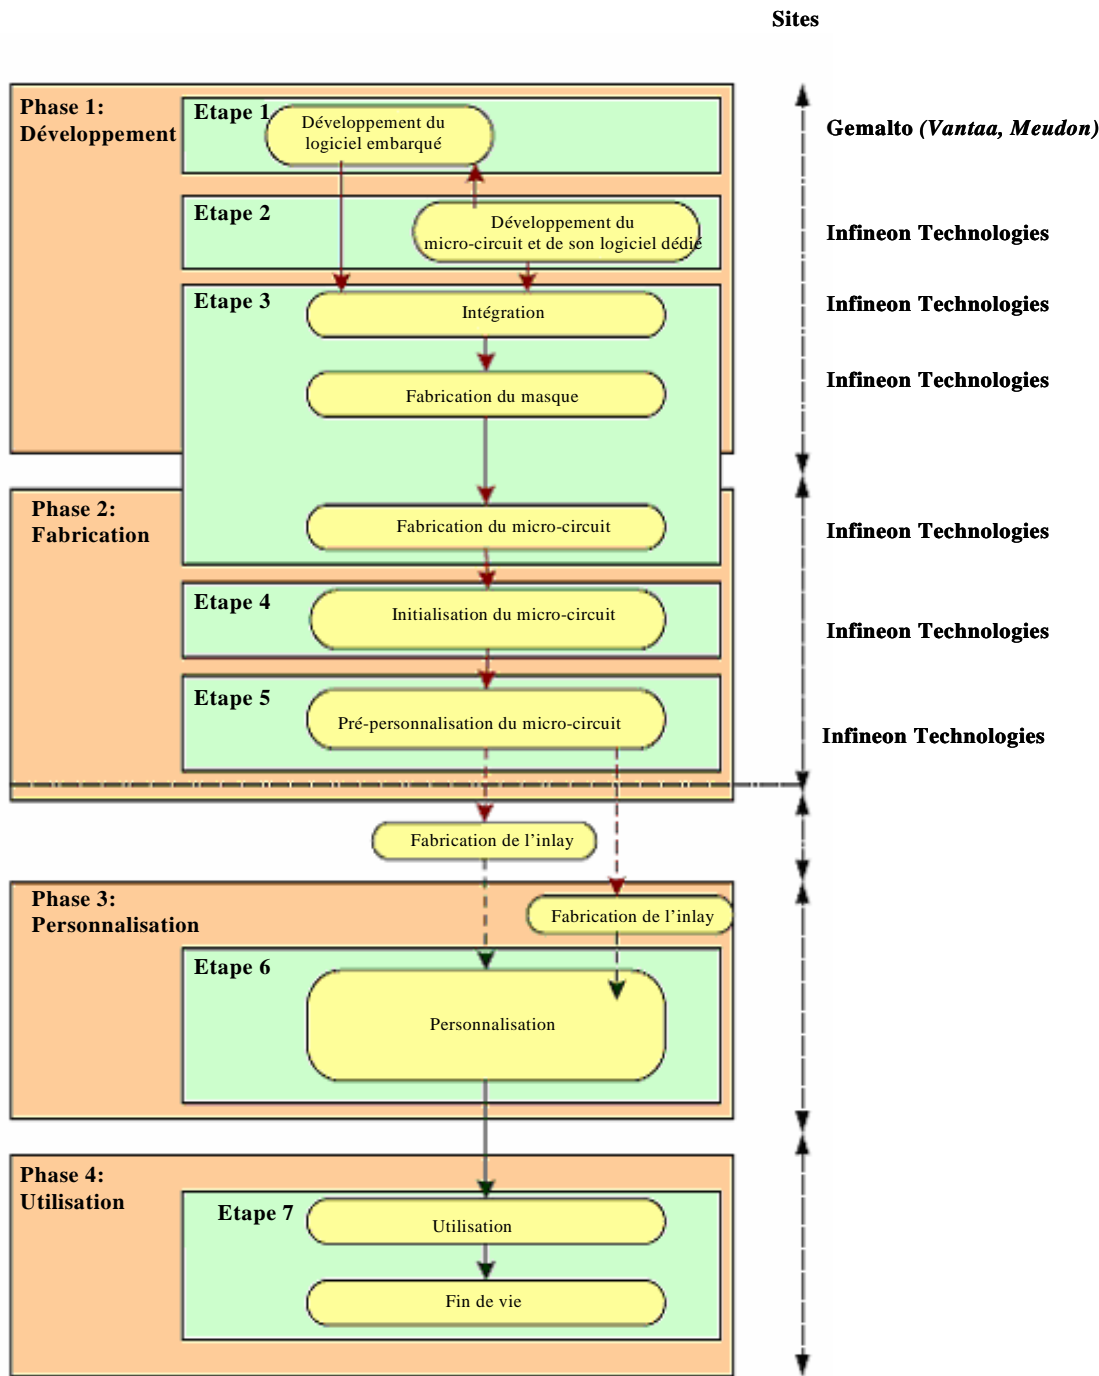 Sites
Phase 1:
Développement
Etape 1
Développement du
logiciel embarqué
Gemalto (Vantaa, Meudon)
Etape 2
Développement du
micro-circuit et de son logiciel dédié
Infineon Technologies
Etape 3
Intégration
Infineon Technologies
Fabrication du masque
Infineon Technologies
Phase 2:
Fabrication
Fabrication du micro-circuit
Infineon Technologies
Etape 4
Initialisation du micro-circuit
Infineon Technologies
Etape 5
Pré-personnalisation du micro-circuit
Infineon Technologies
Fabrication de l’inlay
Phase 3:
Personnalisation
Fabrication de l’inlay
Etape 6
Personnalisation
Phase 4:
Utilisation
Etape 7
Utilisation
Fin de vie